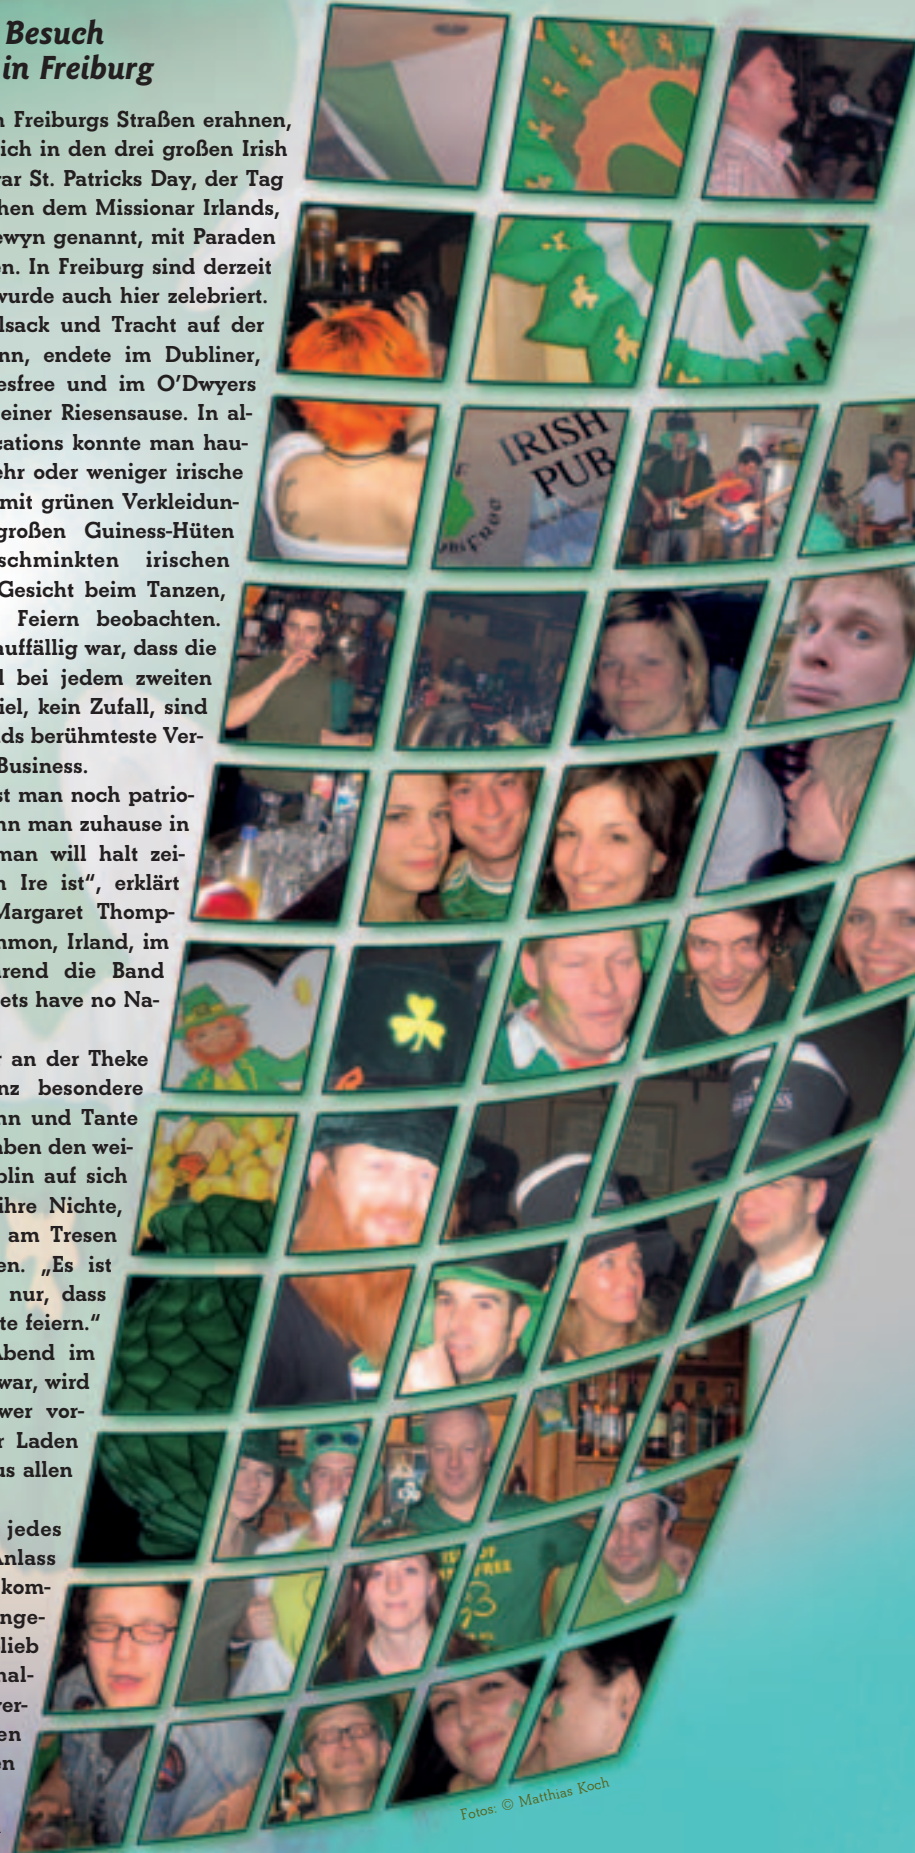 Besuch
in Freiburg
Freiburgs Straßen erahnen,
ich in den drei großen Irish
ar St. Patricks Day, der Tag
hen dem Missionar Irlands,
ewyn genannt, mit Paraden
en. In Freiburg sind derzeit
wurde auch hier zelebriert.
lsack und Tracht auf der
nn, endete im Dubliner,
esfree und im O’Dwyers
einer Riesensause. In al-
cations konnte man hau-
ehr oder weniger irische
mit grünen Verkleidun-
großen Guiness-Hüten
schminkten irischen
Gesicht beim Tanzen,
Feiern beobachten.
auffällig war, dass die
l bei jedem zweiten
iel, kein Zufall, sind
ds berühmteste Ver-
Business.
st man noch patrio-
nn man zuhause in
man will halt zei-
n Ire ist“, erklärt
Margaret Thomp-
mmon, Irland, im
rend die Band
ets have no Na-
r an der Theke
nz besondere
nn und Tante
aben den wei-
blin auf sich
ihre Nichte,
am Tresen
en. „Es ist
nur, dass
te feiern.“
Abend im
war, wird
wer vor-
r Laden
us allen
jedes
Anlass
kom-
nge-
lieb
nal-
ver-
en
en
IRISH
PUB
Fotos: © Matthias Koch